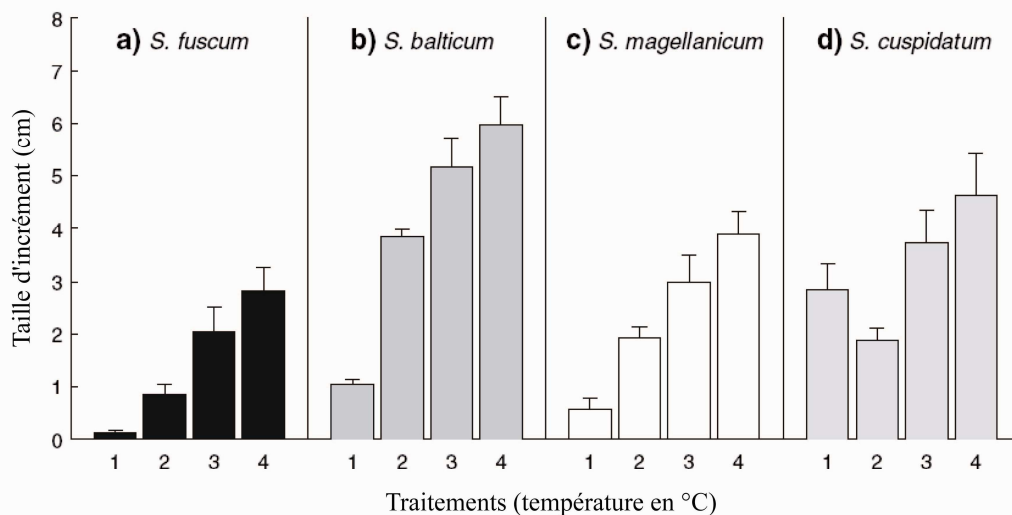 a) S. fuscum b) S. balticum c) S. magellanicum d) S. cuspidatum
Taille d'incrément (cm)
8
7
6
5
4
3
2
1
0
1 2 3 4 1 2 3 4 1 2 3 4 1 2 3 4
Traitements (température en °C)